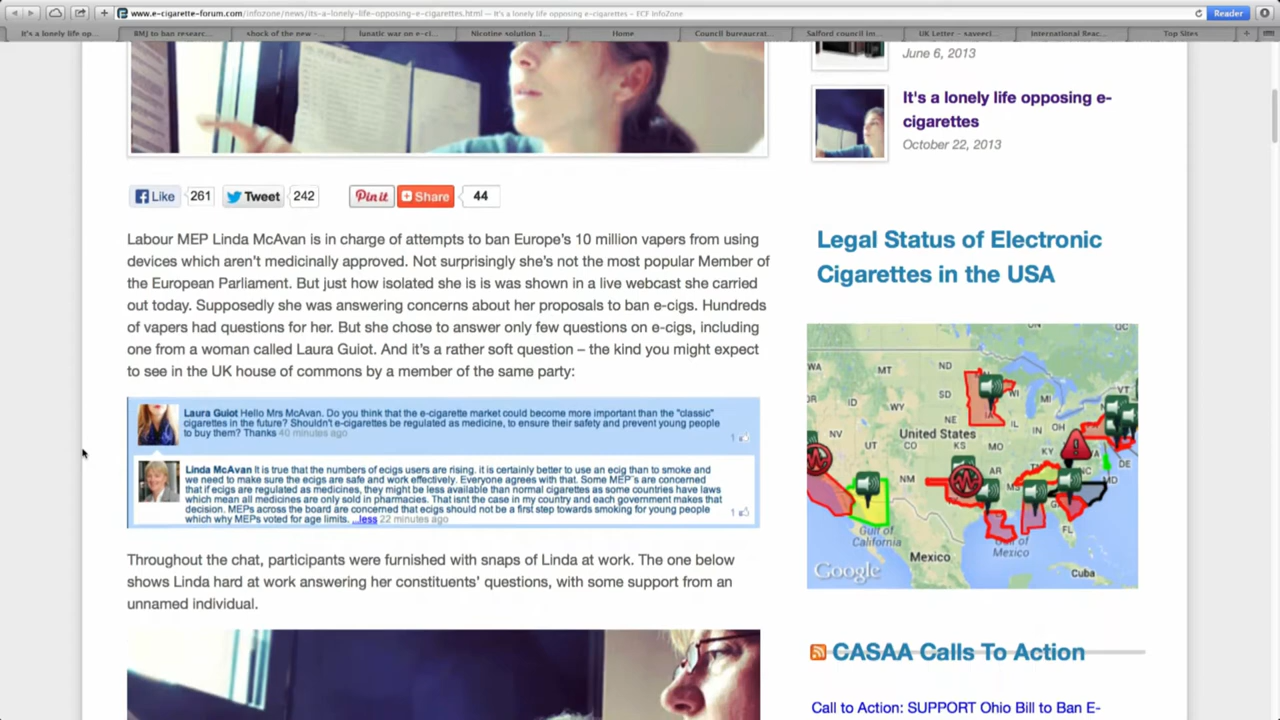 www.e-cigarette-forum.com/infozone/news/its-a-lonely-life-opposing-e-cigarettes.html — It's a lonely life opposing e-cigarettes – ECF InfoZone
Reader
It's a lonely life op...
BMJ to ban researc...
shock of the new -...
lunatic war on e-ci...
Nicotine solution 1...
Home
Council bureaucrat...
Salford council im...
UK Letter – saveeci...
International Reac...
Top Sites
June 6, 2013
It's a lonely life opposing e-
cigarettes
October 22, 2013
Like 261 Tweet 242 Pin it Share 44
Labour MEP Linda McAvan is in charge of attempts to ban Europe's 10 million vapers from using
devices which aren't medicinally approved. Not surprisingly she's not the most popular Member of
the European Parliament. But just how isolated she is is was shown in a live webcast she carried
out today. Supposedly she was answering concerns about her proposals to ban e-cigs. Hundreds
of vapers had questions for her. But she chose to answer only few questions on e-cigs, including
one from a woman called Laura Guiot. And it's a rather soft question – the kind you might expect
to see in the UK house of commons by a member of the same party:
Laura Guiot Hello Mrs McAvan. Do you think that the e-cigarette market could become more important than the "classic"
cigarettes in the future? Shouldn't e-cigarettes be regulated as medicine, to ensure their safety and prevent young people
to buy them? Thanks 40 minutes ago
1
Linda McAvan It is true that the numbers of ecigs users are rising. it is certainly better to use an ecig than to smoke and
we need to make sure the ecigs are safe and work effectively. Everyone agrees with that. Some MEP's are concerned
that if ecigs are regulated as medicines, they might be less available than normal cigarettes as some countries have laws
which mean all medicines are only sold in pharmacies. That isnt the case in my country and each government makes that
decision. MEPs across the board are concerned that ecigs should not be a first step towards smoking for young people
which why MEPs voted for age limits. ...less 22 minutes ago
1
Throughout the chat, participants were furnished with snaps of Linda at work. The one below
shows Linda hard at work answering her constituents' questions, with some support from an
unnamed individual.
Legal Status of Electronic
Cigarettes in the USA
ON
QC
WA
MT
ND
OR
ID
SD
WI
MI
VT
WY
NE
IA
NV
United States
IL
IN
OH
UT
CO
KS
MO
DE
MD
NM
AR
MS
Gulf of
California
FL
Gulf of
Mexico
Mexico
Cuba
Google
CASAA Calls To Action
Call to Action: SUPPORT Ohio Bill to Ban E-